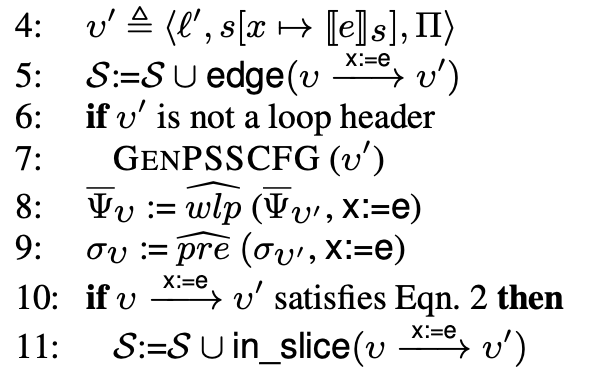 4: υ′ ≜ ⟨ℓ′, s[x ↦ ⟦e⟧s], Π⟩
5: 𝒮:=𝒮 ∪ edge(υ —x:=e→ υ′)
6: if υ′ is not a loop header
7: GENPSSCFG (υ′)
8: Ψ̅υ := ŵlp (Ψ̅υ′, x:=e)
9: συ := p̂re (συ′, x:=e)
10: if υ —x:=e→ υ′ satisfies Eqn. 2 then
11: 𝒮:=𝒮 ∪ in_slice(υ —x:=e→ υ′)